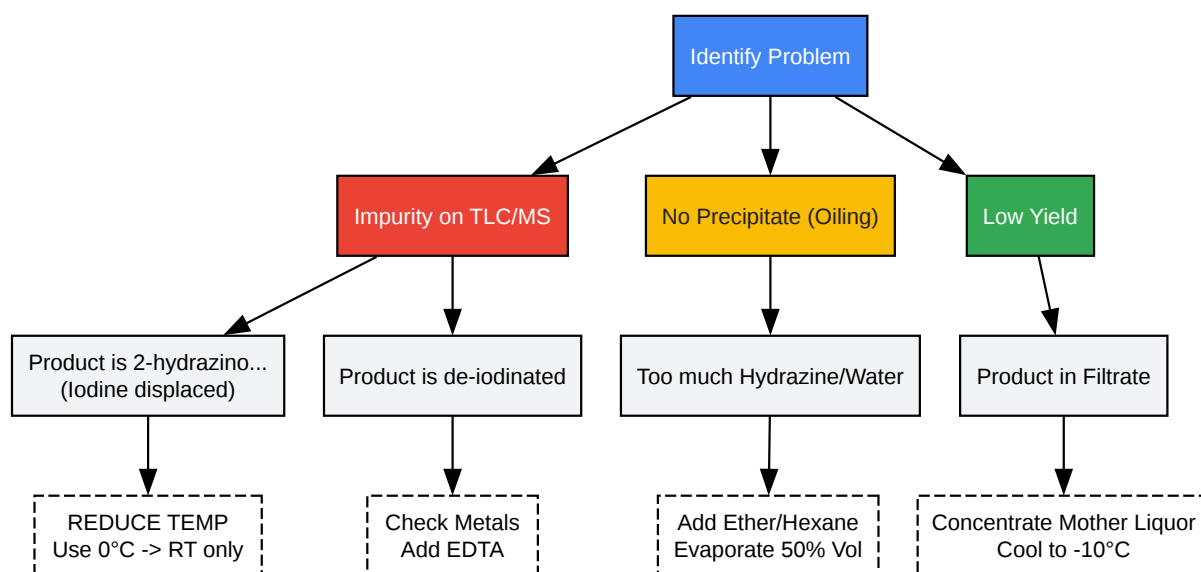 Identify Problem
Impurity on TLC/MS
No Precipitate (Oiling)
Low Yield
Product is 2-hydrazino...
(Iodine displaced)
Product is de-iodinated
Too much Hydrazine/Water
Product in Filtrate
REDUCE TEMP
Use 0°C -> RT only
Check Metals
Add EDTA
Add Ether/Hexane
Evaporate 50% Vol
Concentrate Mother Liquor
Cool to -10°C